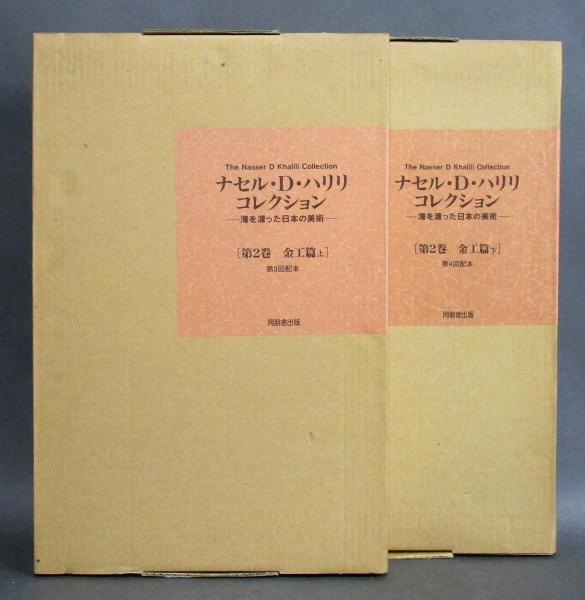 The Nasser D Khalili Collection
ナセル・D・ハリリ
コレクション
—海を渡った日本の美術—
[第2巻 金工篇上]
第3回配本
同朋舎出版
The Nasser D Khalili Collection
ナセル・D・ハリリ
コレクション
—海を渡った日本の美術—
[第2巻 金工篇下]
第4回配本
同朋舎出版